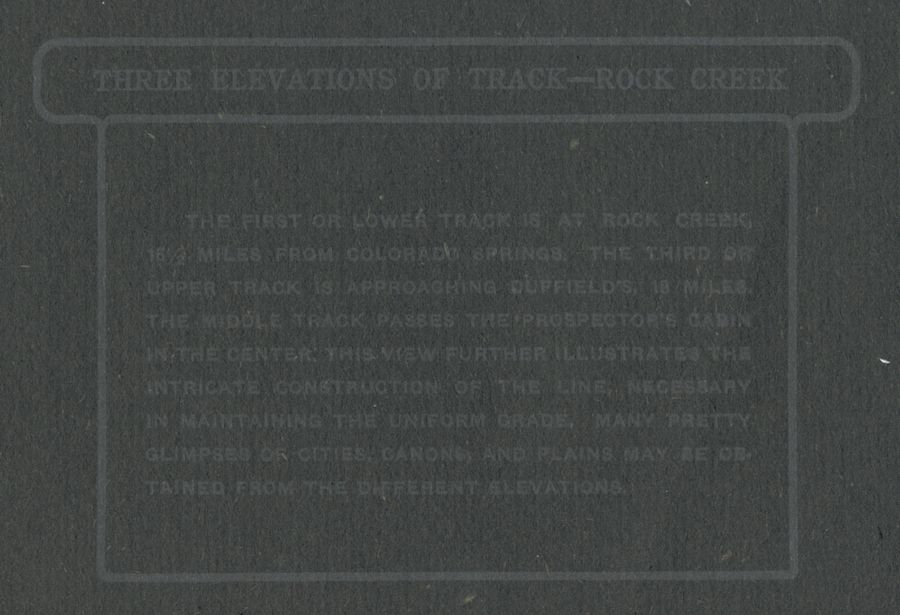 THREE ELEVATIONS OF TRACK—ROCK CREEK
THE FIRST OR LOWER TRACK IS AT ROCK CREEK,
16½ MILES FROM COLORADO SPRINGS. THE THIRD OR
UPPER TRACK IS APPROACHING DUFFIELD'S, 18 MILES.
THE MIDDLE TRACK PASSES THE PROSPECTOR'S CABIN
IN THE CENTER. THIS VIEW FURTHER ILLUSTRATES THE
INTRICATE CONSTRUCTION OF THE LINE, NECESSARY
IN MAINTAINING THE UNIFORM GRADE. MANY PRETTY
GLIMPSES OF CITIES, CANONS, AND PLAINS MAY BE OB-
TAINED FROM THE DIFFERENT ELEVATIONS.